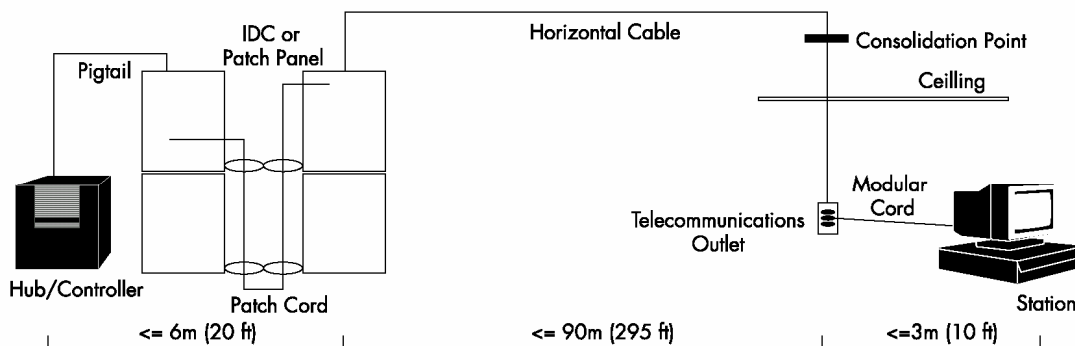 IDC or
Patch Panel
Horizontal Cable
Consolidation Point
Pigtail
Ceilling
Modular
Cord
Telecommunications
Outlet
Hub/Controller
Patch Cord
Station
<= 6m (20 ft)
<= 90m (295 ft)
<=3m (10 ft)